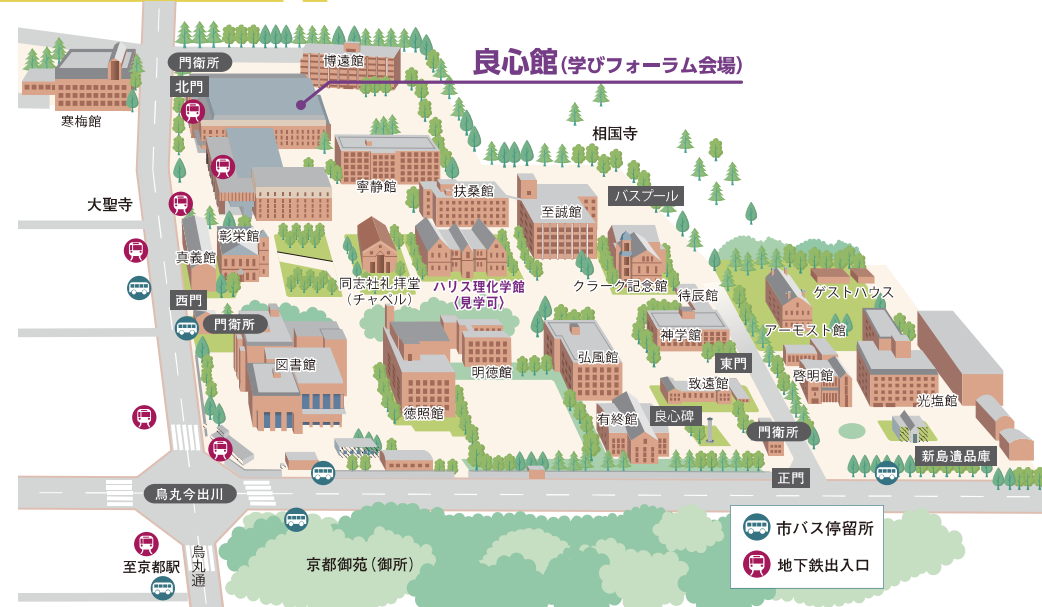 良心館(学びフォーラム会場)
博遠館
門衛所
北門
寒梅館
相国寺
寧静館
扶桑館
至誠館
バスプール
大聖寺
彰栄館
真義館
同志社礼拝堂
(チャペル)
ハリス理化学館
〈見学可〉
クラーク記念館
待辰館
ゲストハウス
西門
門衛所
アーモスト館
神学館
図書館
明徳館
弘風館
東門
啓明館
致遠館
光塩館
徳照館
有終館
良心碑
門衛所
新島遺品庫
正門
烏丸今出川
市バス停留所
地下鉄出入口
京都御苑(御所)
烏丸通
至京都駅